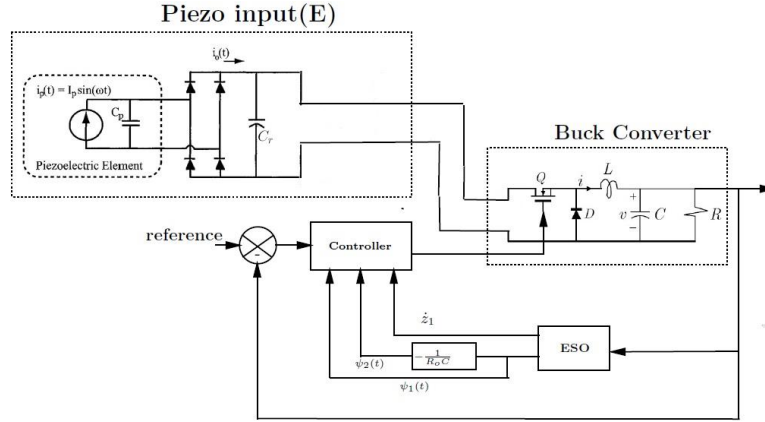 Piezo input(E)
i_o(t)
i_p(t) = I_p sin(ωt)
C_p
C_r
Piezoelectric Element
Buck Converter
Q
i
L
D
+
v
−
C
R
reference
-
Controller
ż_1
ESO
ψ_2(t)
−1/(R_oC)
ψ_1(t)